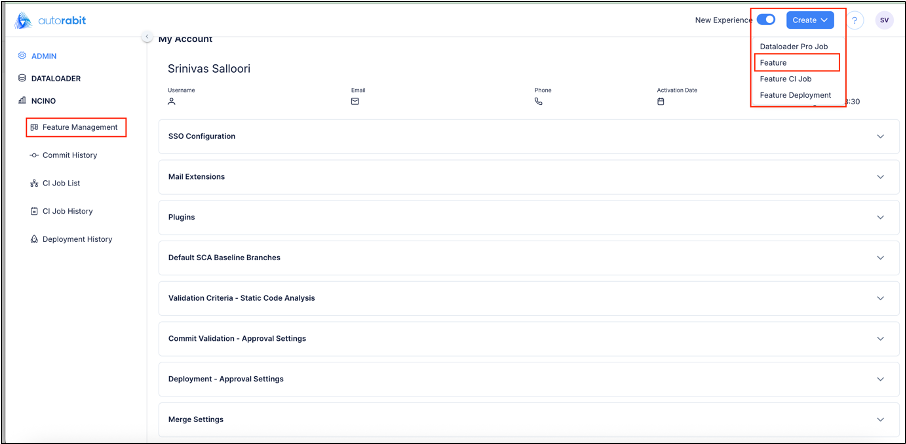 autorabit
New Experience
Create
?
SV
My Account
Dataloader Pro Job
Feature
Feature CI Job
Feature Deployment
ADMIN
DATALOADER
NCINO
Feature Management
Commit History
CI Job List
CI Job History
Deployment History
Srinivas Salloori
Username
Email
Phone
Activation Date
3:30
SSO Configuration
Mail Extensions
Plugins
Default SCA Baseline Branches
Validation Criteria - Static Code Analysis
Commit Validation - Approval Settings
Deployment - Approval Settings
Merge Settings